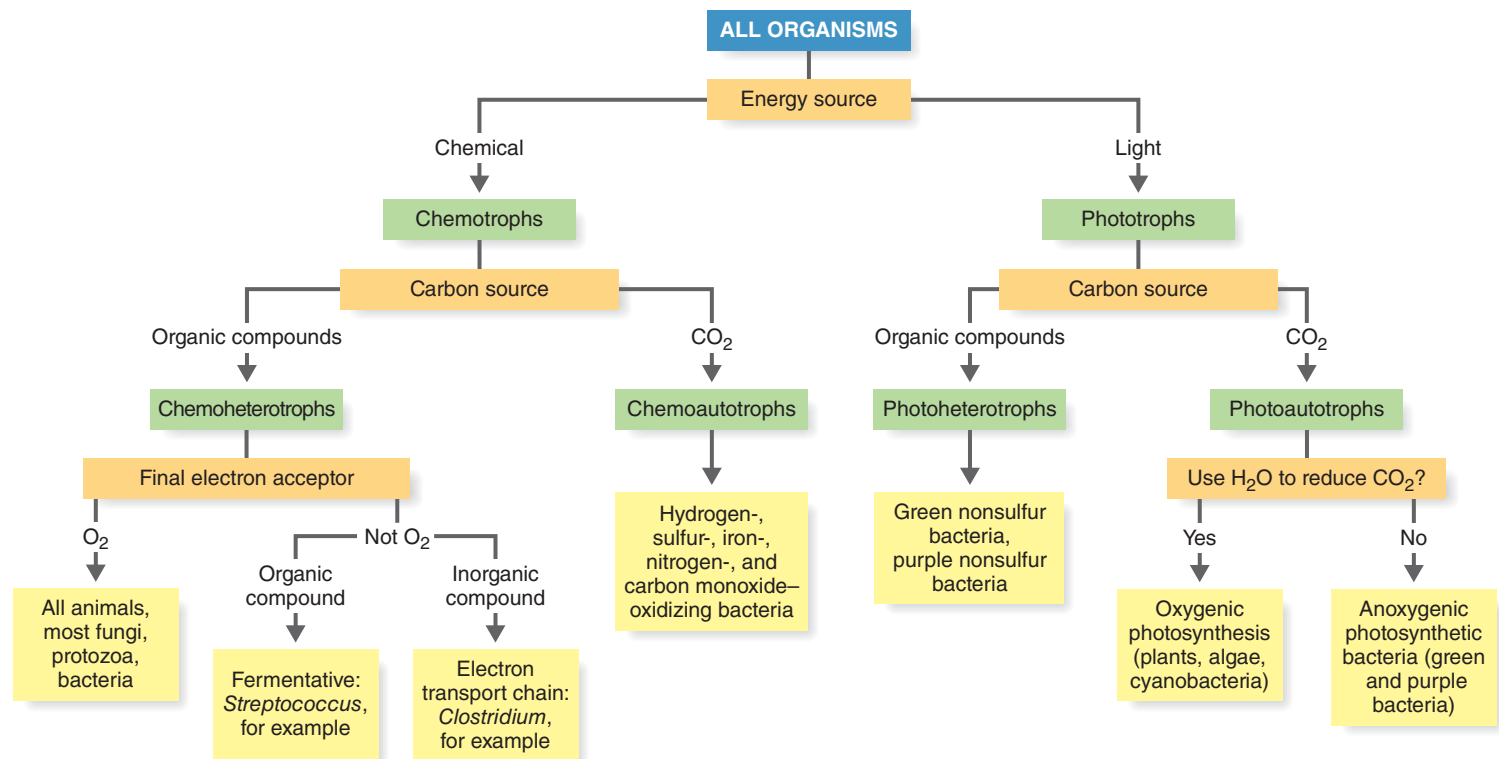 ALL ORGANISMS
Energy source
Chemical
Light
Chemotrophs
Phototrophs
Carbon source
Carbon source
Organic compounds
CO₂
Organic compounds
CO₂
Chemoheterotrophs
Chemoautotrophs
Photoheterotrophs
Photoautotrophs
Final electron acceptor
Use H₂O to reduce CO₂?
O₂
Not O₂
Organic
compound
Inorganic
compound
Yes
No
All animals,
most fungi,
protozoa,
bacteria
Fermentative:
Streptococcus,
for example
Electron
transport chain:
Clostridium,
for example
Hydrogen-,
sulfur-, iron-,
nitrogen-, and
carbon monoxide–
oxidizing bacteria
Green nonsulfur
bacteria,
purple nonsulfur
bacteria
Oxygenic
photosynthesis
(plants, algae,
cyanobacteria)
Anoxygenic
photosynthetic
bacteria (green
and purple
bacteria)